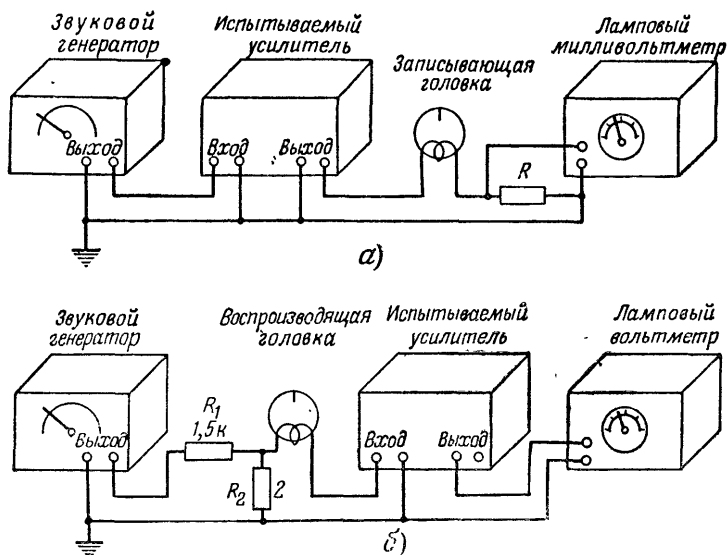 Звуковой
генератор
Испытываемый
усилитель
Записывающая
головка
Ламповый
милливольтметр
Выход
Вход
Выход
R
а)
Звуковой
генератор
Воспроизводящая
головка
Испытываемый
усилитель
Ламповый
вольтметр
Выход
R1
1,5к
R2
2
Вход
Выход
б)